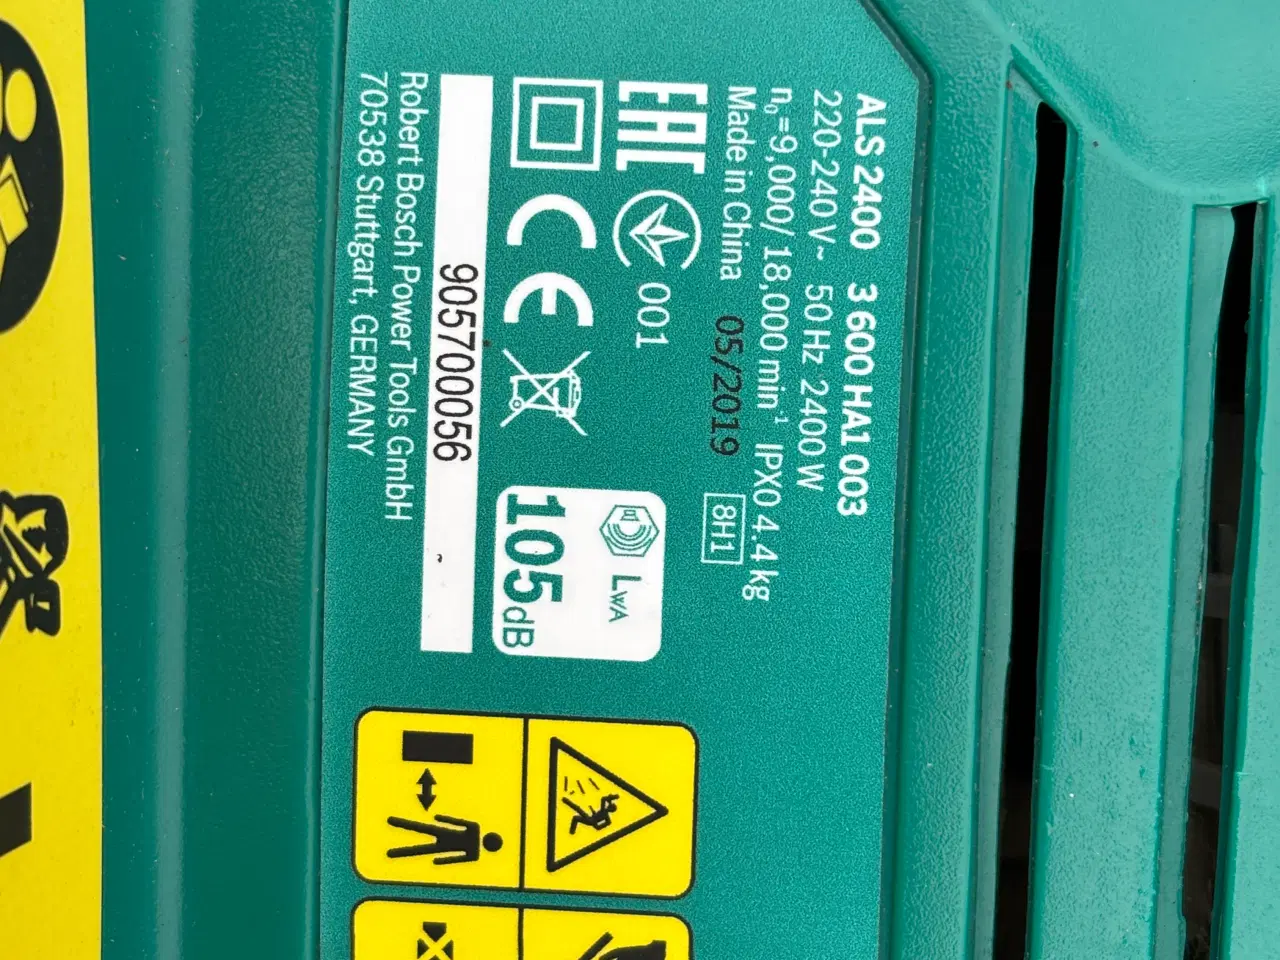 ALS 2400 3 600 HA1 003
220-240 V~ 50 Hz 2400 W
n₀=9,000/18,000 min⁻¹ IPX0 4.4 kg
Made in China 05/2019 8H1
EAC 001
CE LWA
105dB
905700056
Robert Bosch Power Tools GmbH
70538 Stuttgart, GERMANY